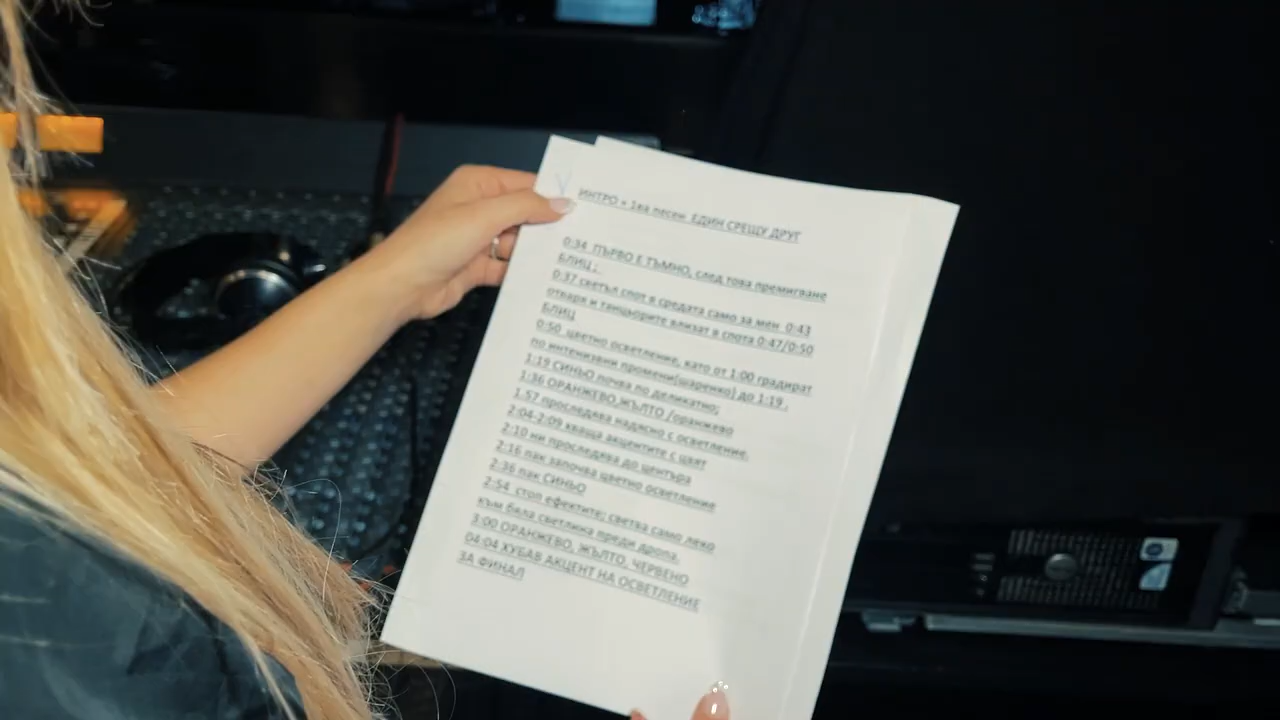 ИНТРО + 1ва песен ЕДИН СРЕЩУ ДРУГ
0:34 ПЪРВО Е ТЪМНО, след това премигване
БЛИЦ ;
0:37 светъл спот в средата само за мен 0:43
отваря и танцьорите влизат в спота 0:47/0:50
БЛИЦ
0:50 цветно осветление, като от 1:00 градират
по интензивни промени(шаренко) до 1:19 .
1:19 СИНЬО почва по деликатно;
1:36 ОРАНЖЕВО,ЖЪЛТО /оранжево
1.57 проследява надясно с осветление.
2:04-2:09 кваща акцентите с цвят
2:10 ни проследява до центъра
2:16 пак започва цветно осветление
2:36 пак СИНЬО
2:54 стоп ефектите; светва само леко
към бяла светлина преди дропа.
3:00 ОРАНЖЕВО, ЖЪЛТО, ЧЕРВЕНО
04:04 ХУБАВ АКЦЕНТ НА ОСВЕТЛЕНИЕ
ЗА ФИНАЛ